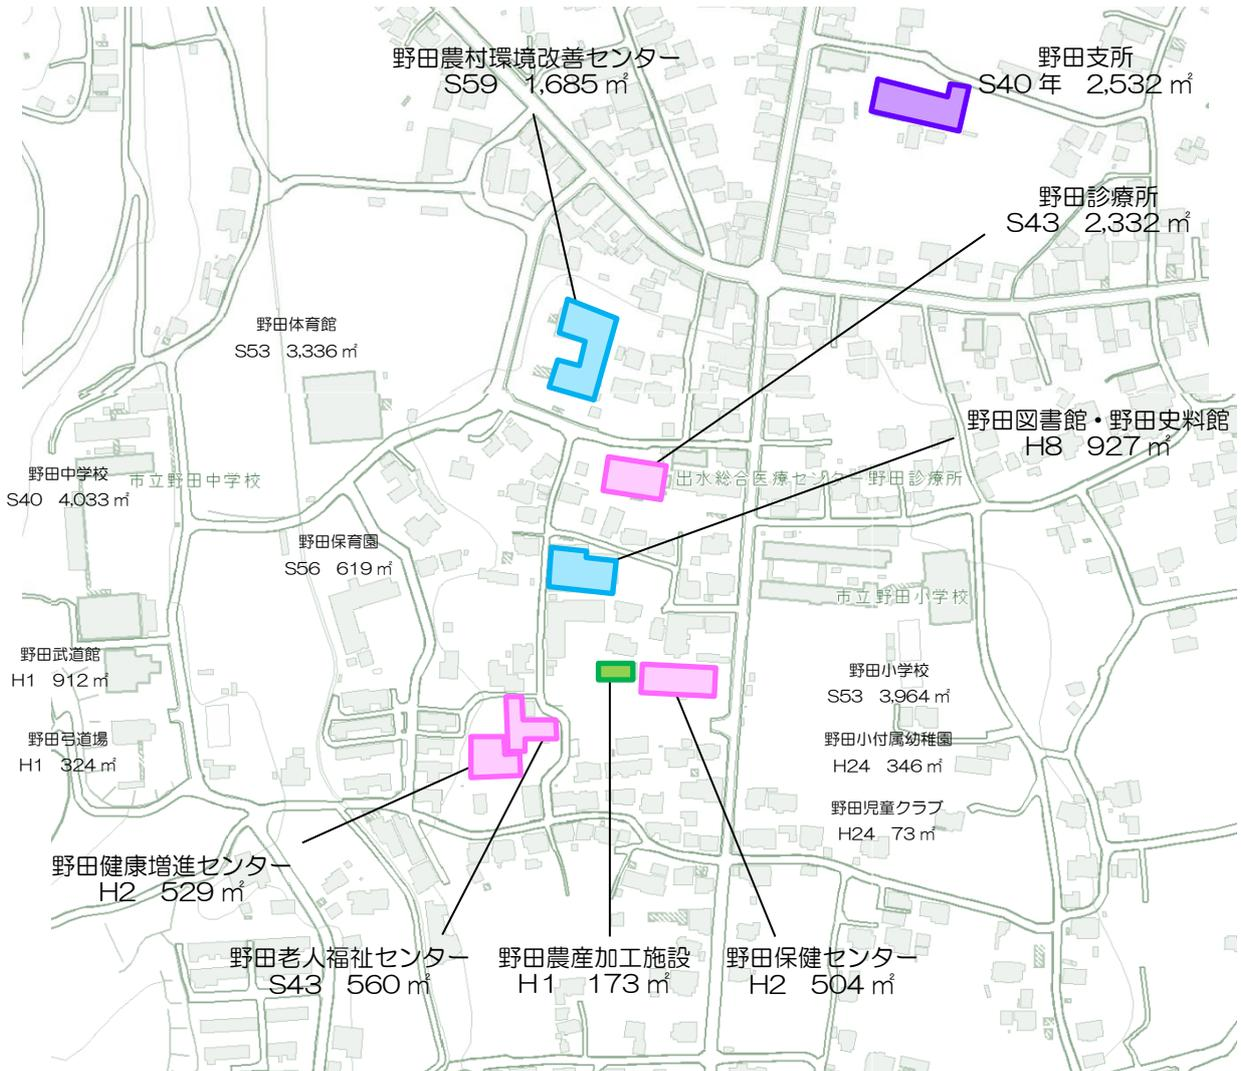 野田農村環境改善センター
S59　1,685㎡
野田支所
S40年　2,532㎡
野田診療所
S43　2,332㎡
野田体育館
S53　3,336㎡
野田図書館・野田史料館
H8　927㎡
野田中学校
S40　4,033㎡
市立野田中学校
出水総合医療センター野田診療所
野田保育園
S56　619㎡
市立野田小学校
野田武道館
H1　912㎡
野田小学校
S53　3,964㎡
野田弓道場
H1　324㎡
野田小付属幼稚園
H24　346㎡
野田児童クラブ
H24　73㎡
野田健康増進センター
H2　529㎡
野田老人福祉センター
S43　560㎡
野田農産加工施設
H1　173㎡
野田保健センター
H2　504㎡